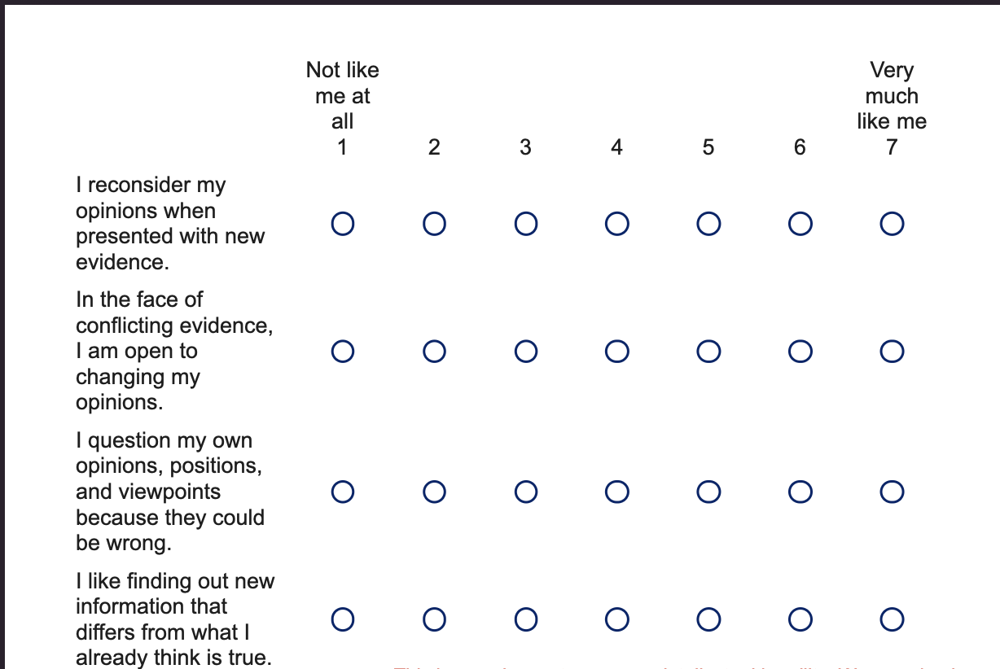 Not like
me at
all
1
2
3
4
5
6
Very
much
like me
7
I reconsider my
opinions when
presented with new
evidence.
In the face of
conflicting evidence,
I am open to
changing my
opinions.
I question my own
opinions, positions,
and viewpoints
because they could
be wrong.
I like finding out new
information that
differs from what I
already think is true.